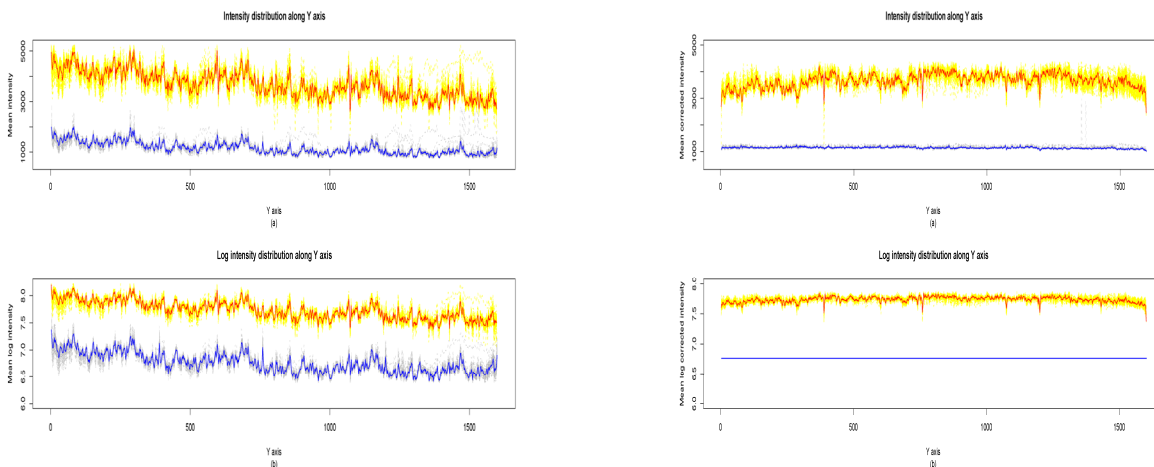 Intensity distribution along Y axis
Mean intensity
5000
3000
1000
0
500
1000
1500
Y axis
(a)
Log intensity distribution along Y axis
Mean log intensity
8.0
7.5
7.0
6.5
6.0
0
500
1000
1500
Y axis
(b)
Intensity distribution along Y axis
Mean corrected intensity
5000
3000
1000
0
500
1000
1500
Y axis
(a)
Log intensity distribution along Y axis
Mean log corrected intensity
8.0
7.5
7.0
6.5
6.0
0
500
1000
1500
Y axis
(b)